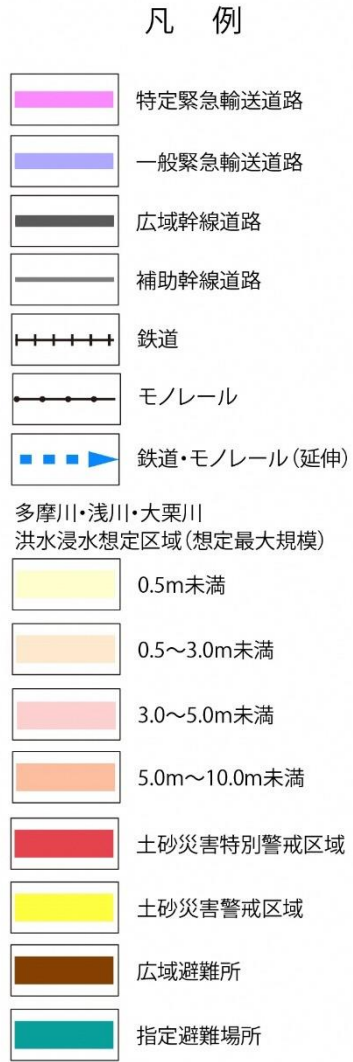 凡 例
特定緊急輸送道路
一般緊急輸送道路
広域幹線道路
補助幹線道路
鉄道
モノレール
鉄道・モノレール(延伸)
多摩川・浅川・大栗川
洪水浸水想定区域(想定最大規模)
0.5m未満
0.5〜3.0m未満
3.0〜5.0m未満
5.0m〜10.0m未満
土砂災害特別警戒区域
土砂災害警戒区域
広域避難所
指定避難場所